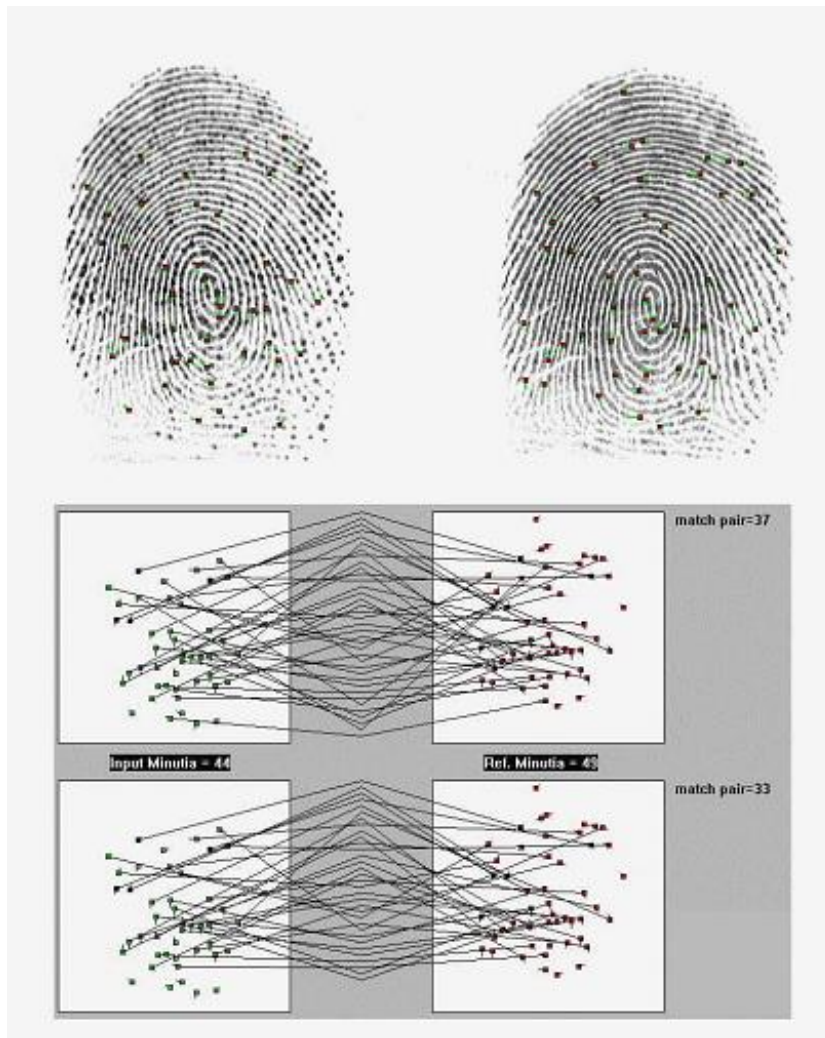 match pair=37
Input Minutia = 44
Ref. Minutia = 49
match pair=33